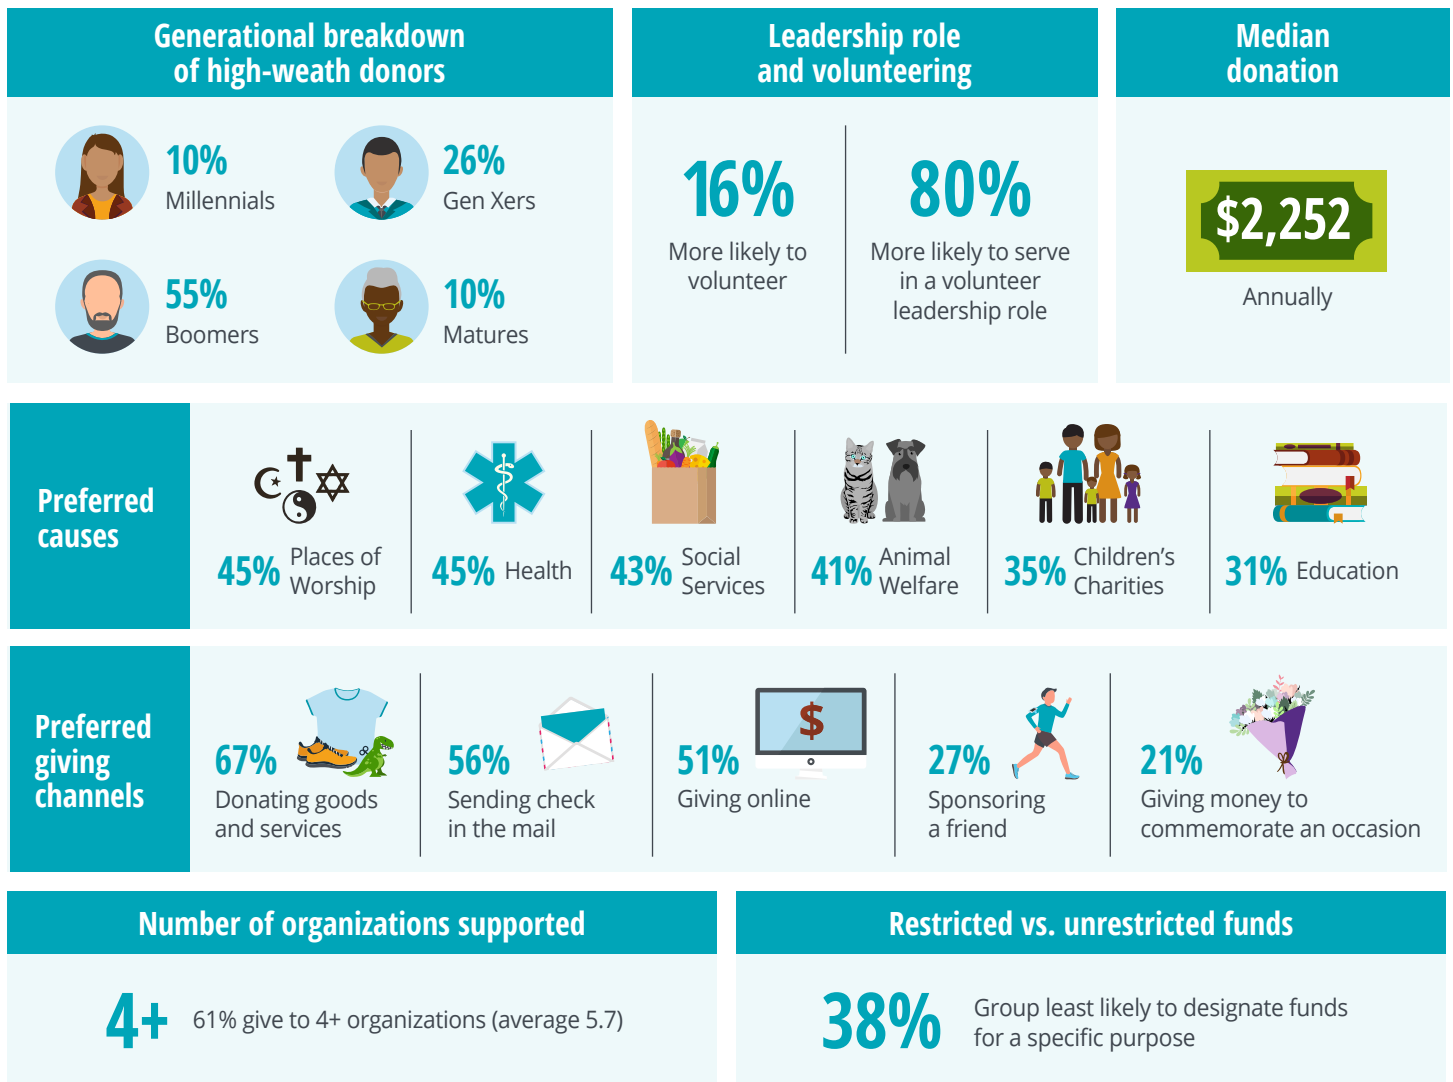 Generational breakdown
of high-weath donors
10%
Millennials
26%
Gen Xers
55%
Boomers
10%
Matures
Leadership role
and volunteering
16%
More likely to
volunteer
80%
More likely to serve
in a volunteer
leadership role
Median
donation
$2,252
Annually
Preferred
causes
45% Places of
Worship
45% Health
43% Social
Services
41% Animal
Welfare
35% Children's
Charities
31% Education
Preferred
giving
channels
67%
Donating goods
and services
56%
Sending check
in the mail
$
51%
Giving online
27%
Sponsoring
a friend
21%
Giving money to
commemorate an occasion
Number of organizations supported
4+ 61% give to 4+ organizations (average 5.7)
Restricted vs. unrestricted funds
38% Group least likely to designate funds
for a specific purpose